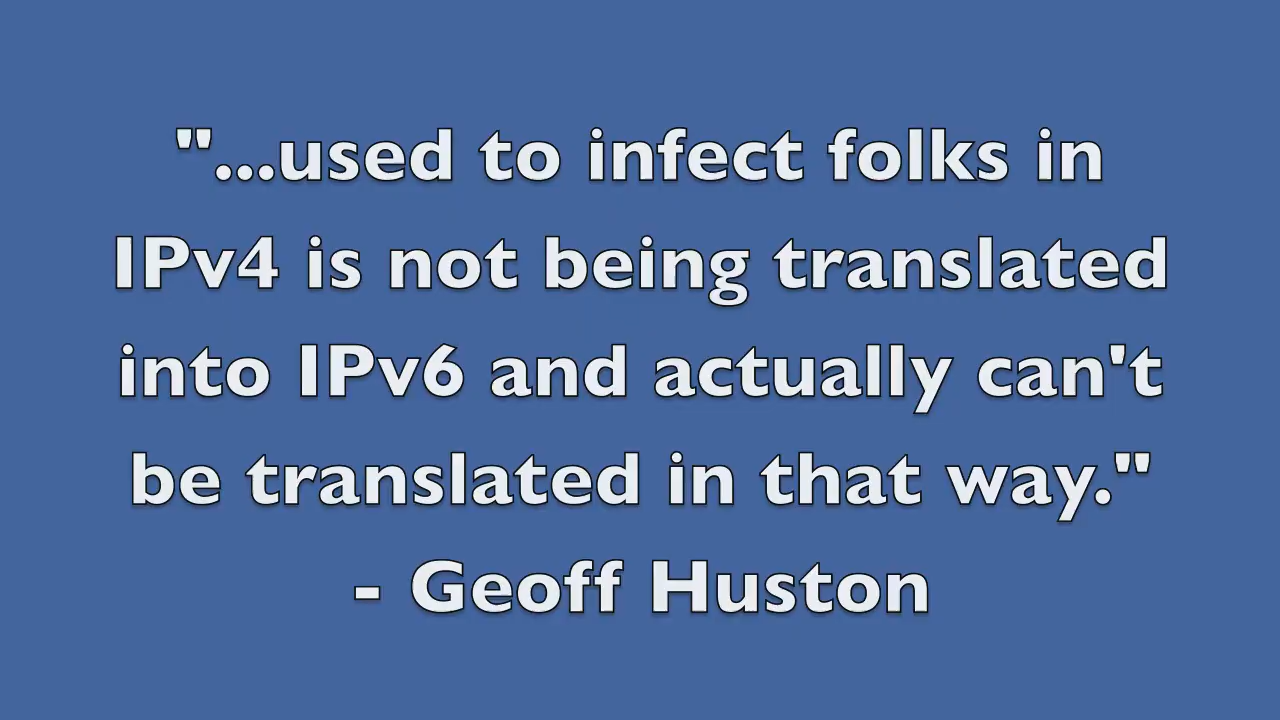 "...used to infect folks in
IPv4 is not being translated
into IPv6 and actually can't
be translated in that way."
- Geoff Huston